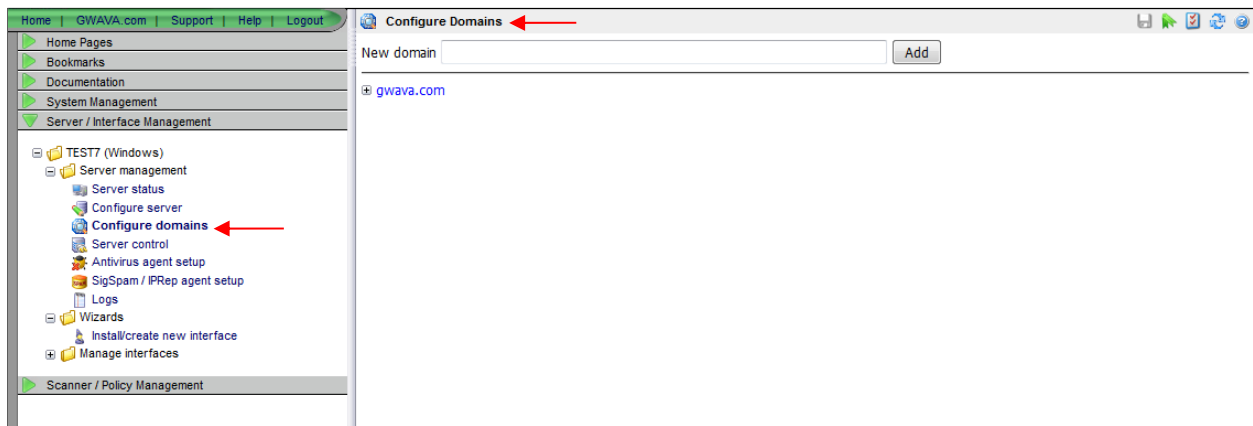 Home | GWAVA.com | Support | Help | Logout
Home Pages
Bookmarks
Documentation
System Management
Server / Interface Management
TEST7 (Windows)
Server management
Server status
Configure server
Configure domains
Server control
Antivirus agent setup
SigSpam / IPRep agent setup
Logs
Wizards
Install/create new interface
Manage interfaces
Scanner / Policy Management
Configure Domains
New domain Add
gwava.com